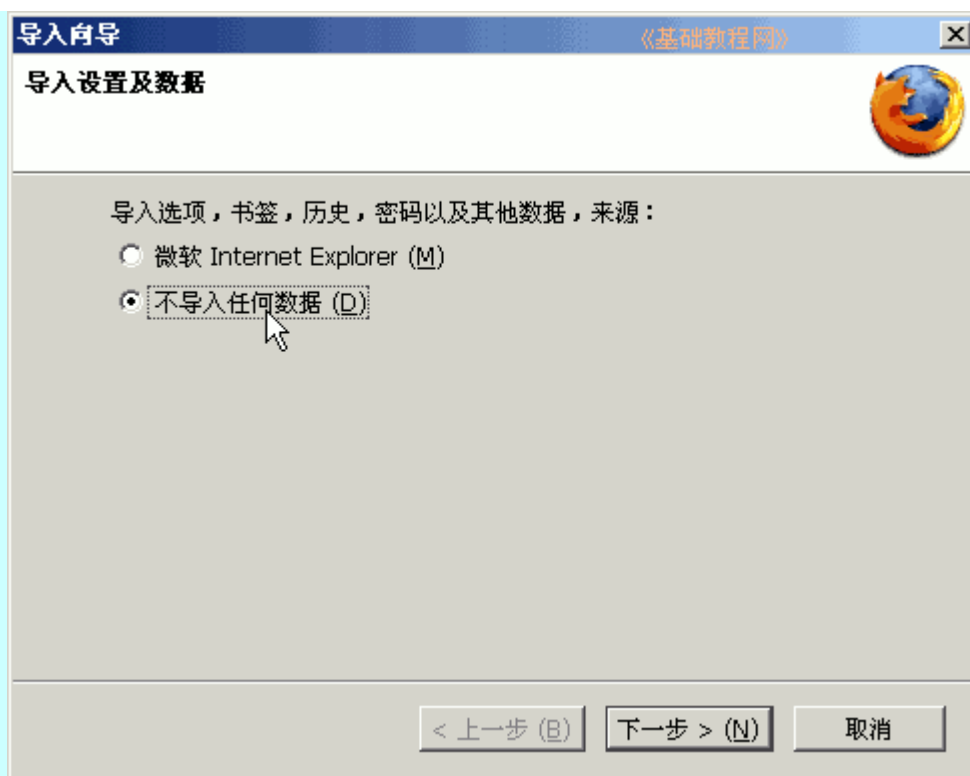 导入向导 《基础教程网》
导入设置及数据
导入选项，书签，历史，密码以及其他数据，来源：
微软 Internet Explorer (M)
不导入任何数据 (D)
< 上一步 (B) 下一步 > (N) 取消